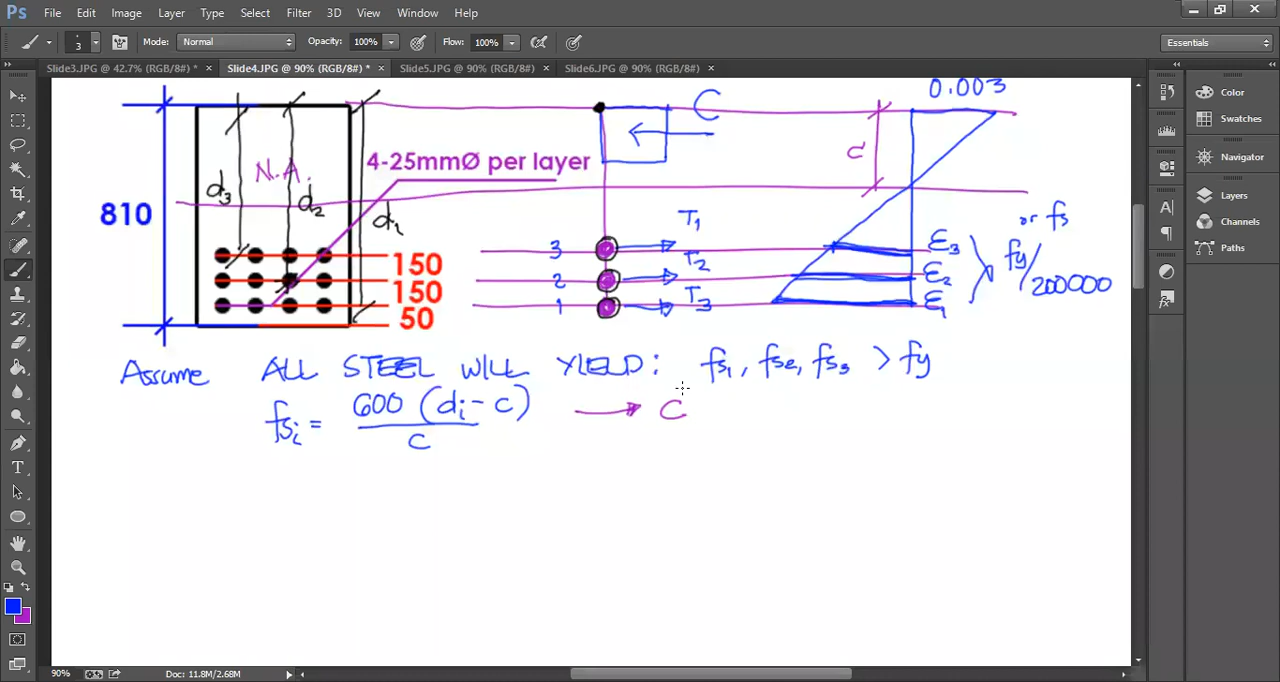 Ps File Edit Image Layer Type Select Filter 3D View Window Help
3 Mode: Normal Opacity: 100% Flow: 100% Essentials
Slide3.JPG @ 42.7% (RGB/8#) * × Slide4.JPG @ 90% (RGB/8#) * × Slide5.JPG @ 90% (RGB/8#) × Slide6.JPG @ 90% (RGB/8#) ×
Color
Swatches
Navigator
Layers
Channels
Paths
0.003
C
c
4-25mmØ per layer
N.A.
d3
d2
d1
810
150
150
50
3
2
1
T1
T2
T3
ε3
ε2
ε1
or fs
fy/200000
Assume ALL STEEL WILL YIELD: fs1, fs2, fs3 > fy
fsi = 600 (di - c)
c
→ C
90% Doc: 11.8M/2.68M